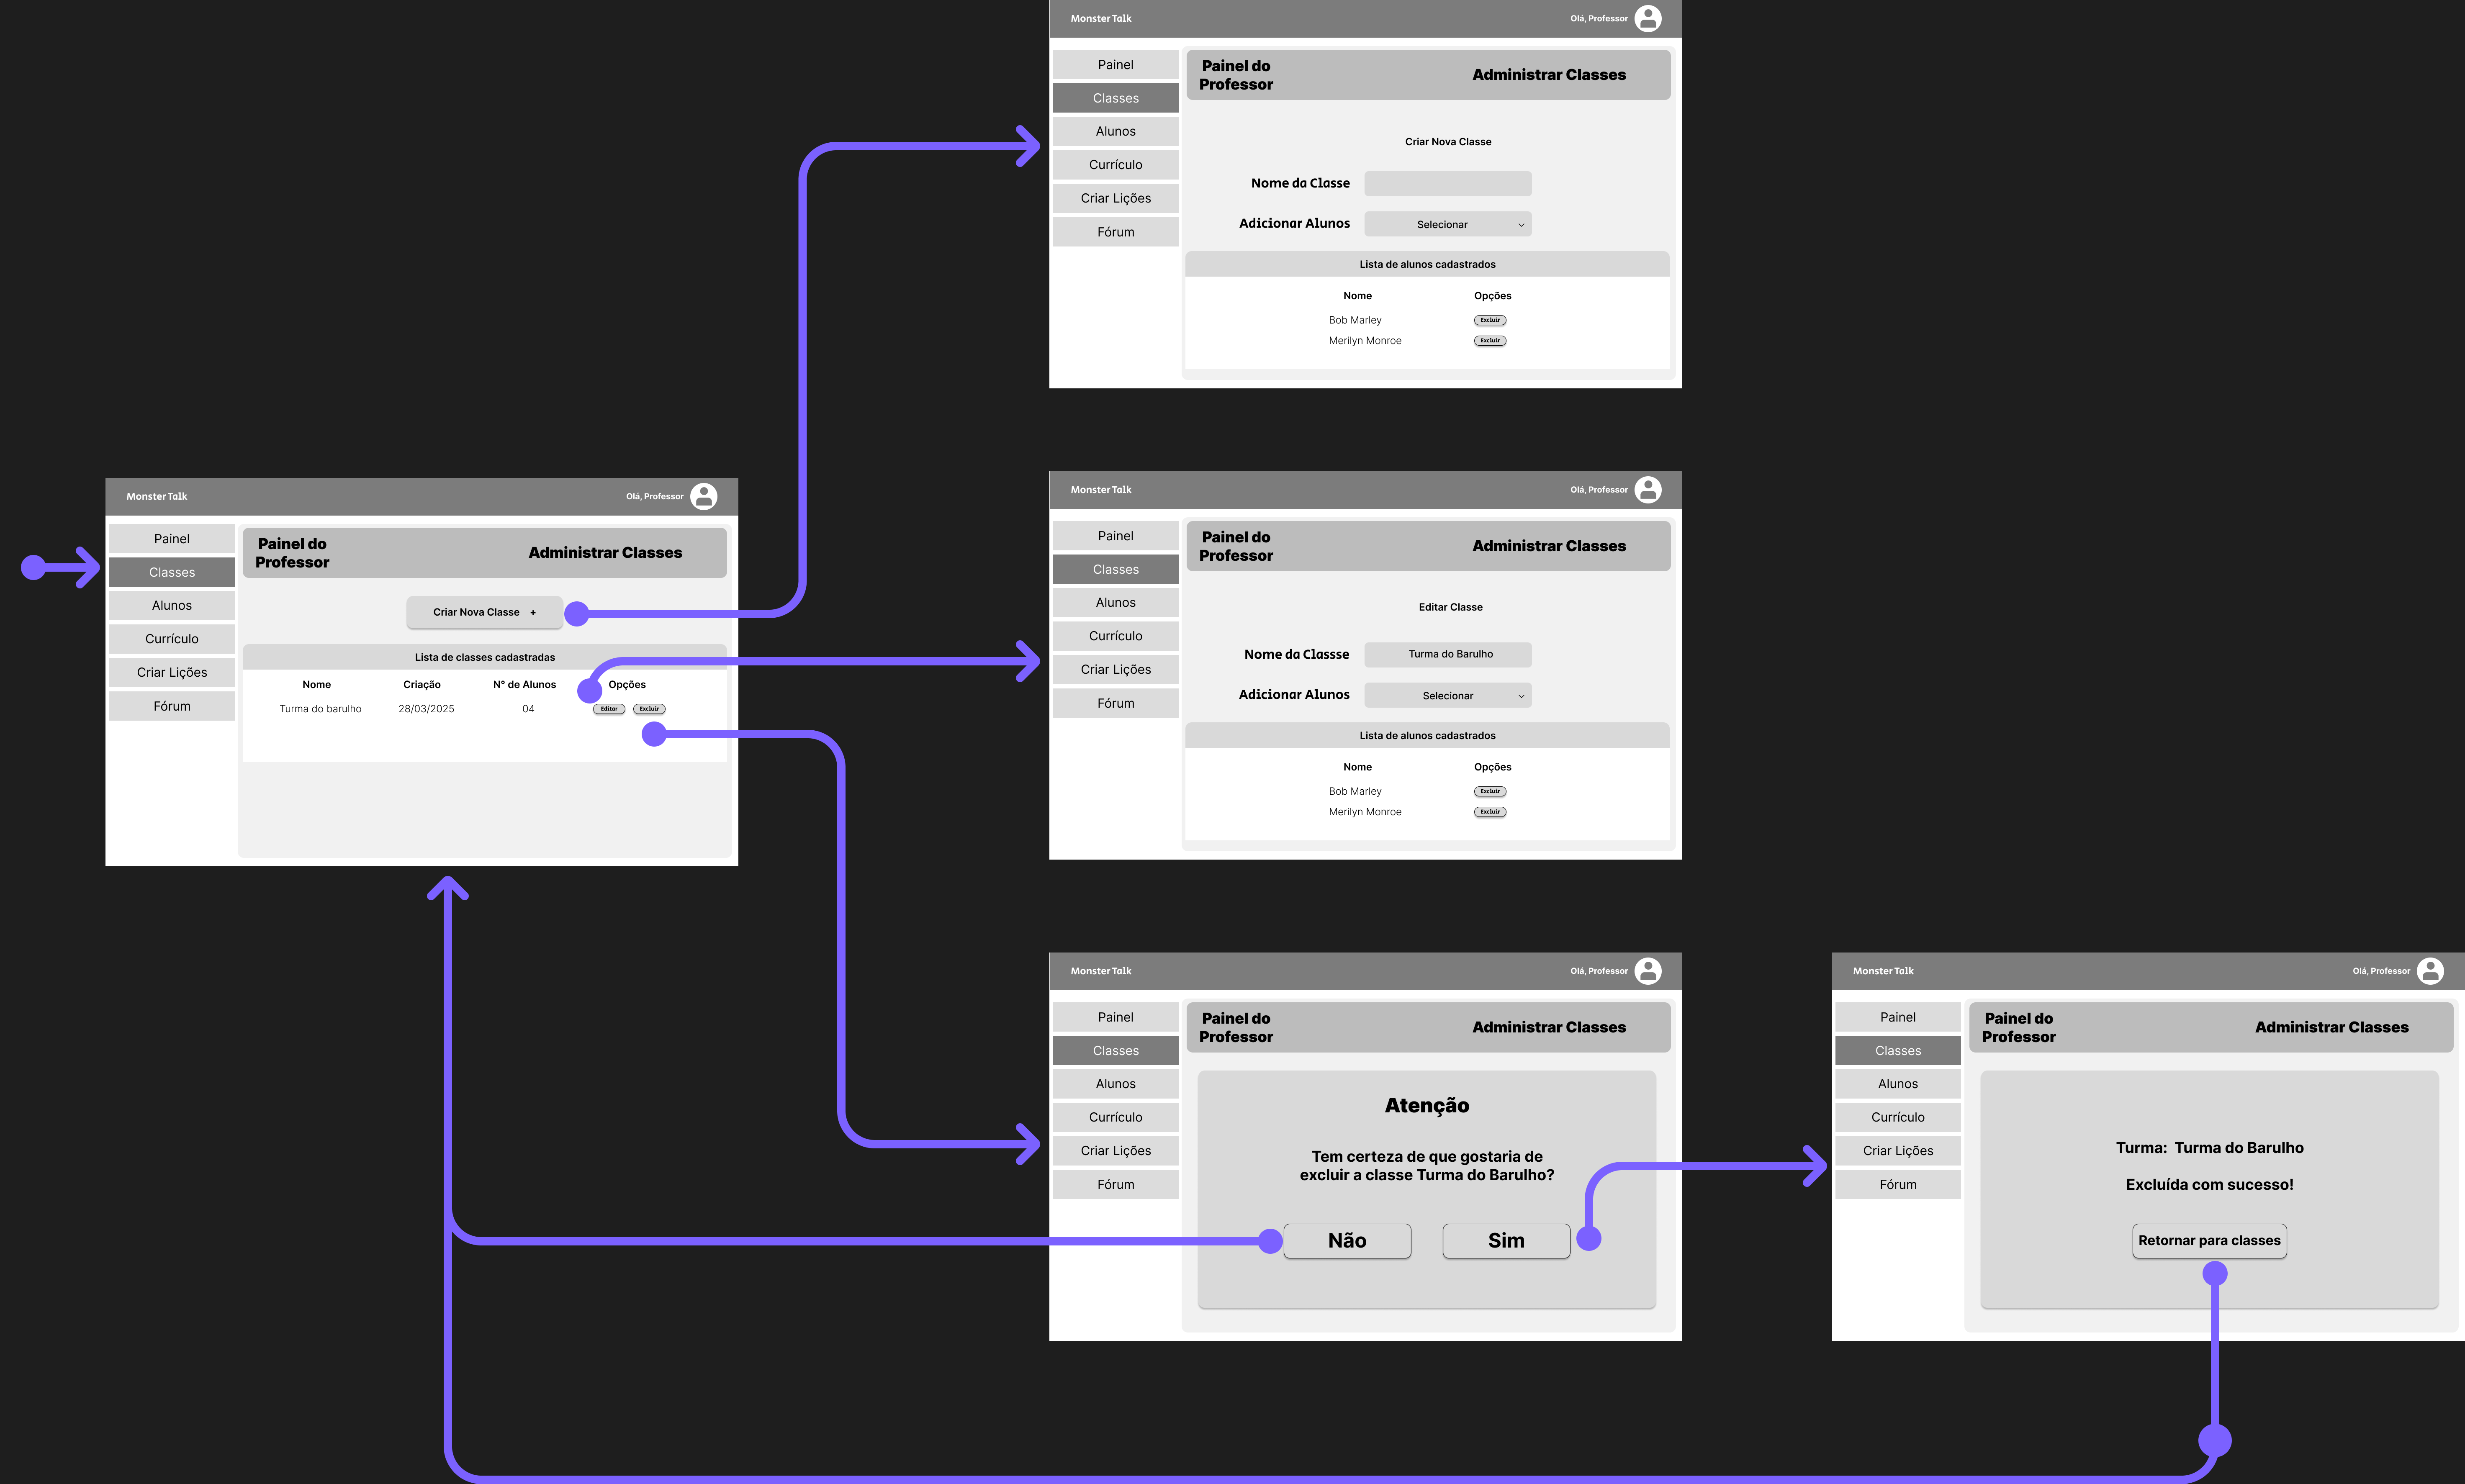 Monster Talk
Olá, Professor
Painel
Classes
Alunos
Currículo
Criar Lições
Fórum
Painel do
Professor
Administrar Classes
Criar Nova Classe
Nome da Classe
Adicionar Alunos
Selecionar
Lista de alunos cadastrados
Nome Opções
Bob Marley Excluir
Merilyn Monroe Excluir
Monster Talk
Olá, Professor
Painel
Classes
Alunos
Currículo
Criar Lições
Fórum
Painel do
Professor
Administrar Classes
Criar Nova Classe +
Lista de classes cadastradas
Nome Criação N° de Alunos Opções
Turma do barulho 28/03/2025 04 Editar Excluir
Monster Talk
Olá, Professor
Painel
Classes
Alunos
Currículo
Criar Lições
Fórum
Painel do
Professor
Administrar Classes
Editar Classe
Nome da Classse Turma do Barulho
Adicionar Alunos Selecionar
Lista de alunos cadastrados
Nome Opções
Bob Marley Excluir
Merilyn Monroe Excluir
Monster Talk
Olá, Professor
Painel
Classes
Alunos
Currículo
Criar Lições
Fórum
Painel do
Professor
Administrar Classes
Atenção
Tem certeza de que gostaria de
excluir a classe Turma do Barulho?
Não Sim
Monster Talk
Olá, Professor
Painel
Classes
Alunos
Currículo
Criar Lições
Fórum
Painel do
Professor
Administrar Classes
Turma: Turma do Barulho
Excluída com sucesso!
Retornar para classes